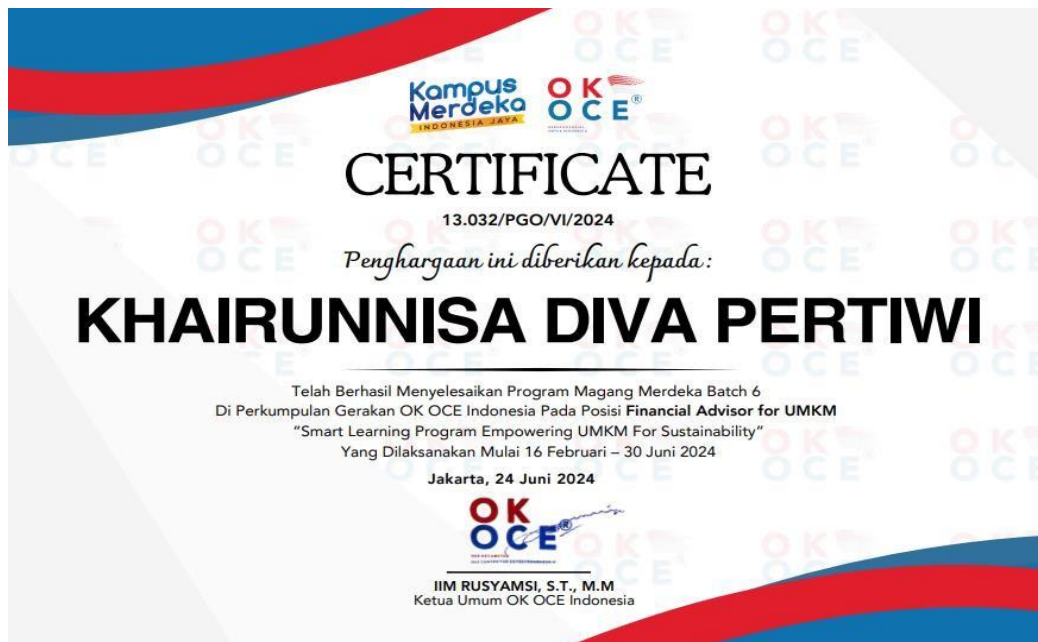 Kampus
Merdeka
INDONESIA JAYA
OK
OCE®
CERTIFICATE
13.032/PGO/VI/2024
Penghargaan ini diberikan kepada :
KHAIRUNNISA DIVA PERTIWI
Telah Berhasil Menyelesaikan Program Magang Merdeka Batch 6
Di Perkumpulan Gerakan OK OCE Indonesia Pada Posisi Financial Advisor for UMKM
“Smart Learning Program Empowering UMKM For Sustainability”
Yang Dilaksanakan Mulai 16 Februari – 30 Juni 2024
Jakarta, 24 Juni 2024
OK
OCE®
IIM RUSYAMSI, S.T., M.M
Ketua Umum OK OCE Indonesia